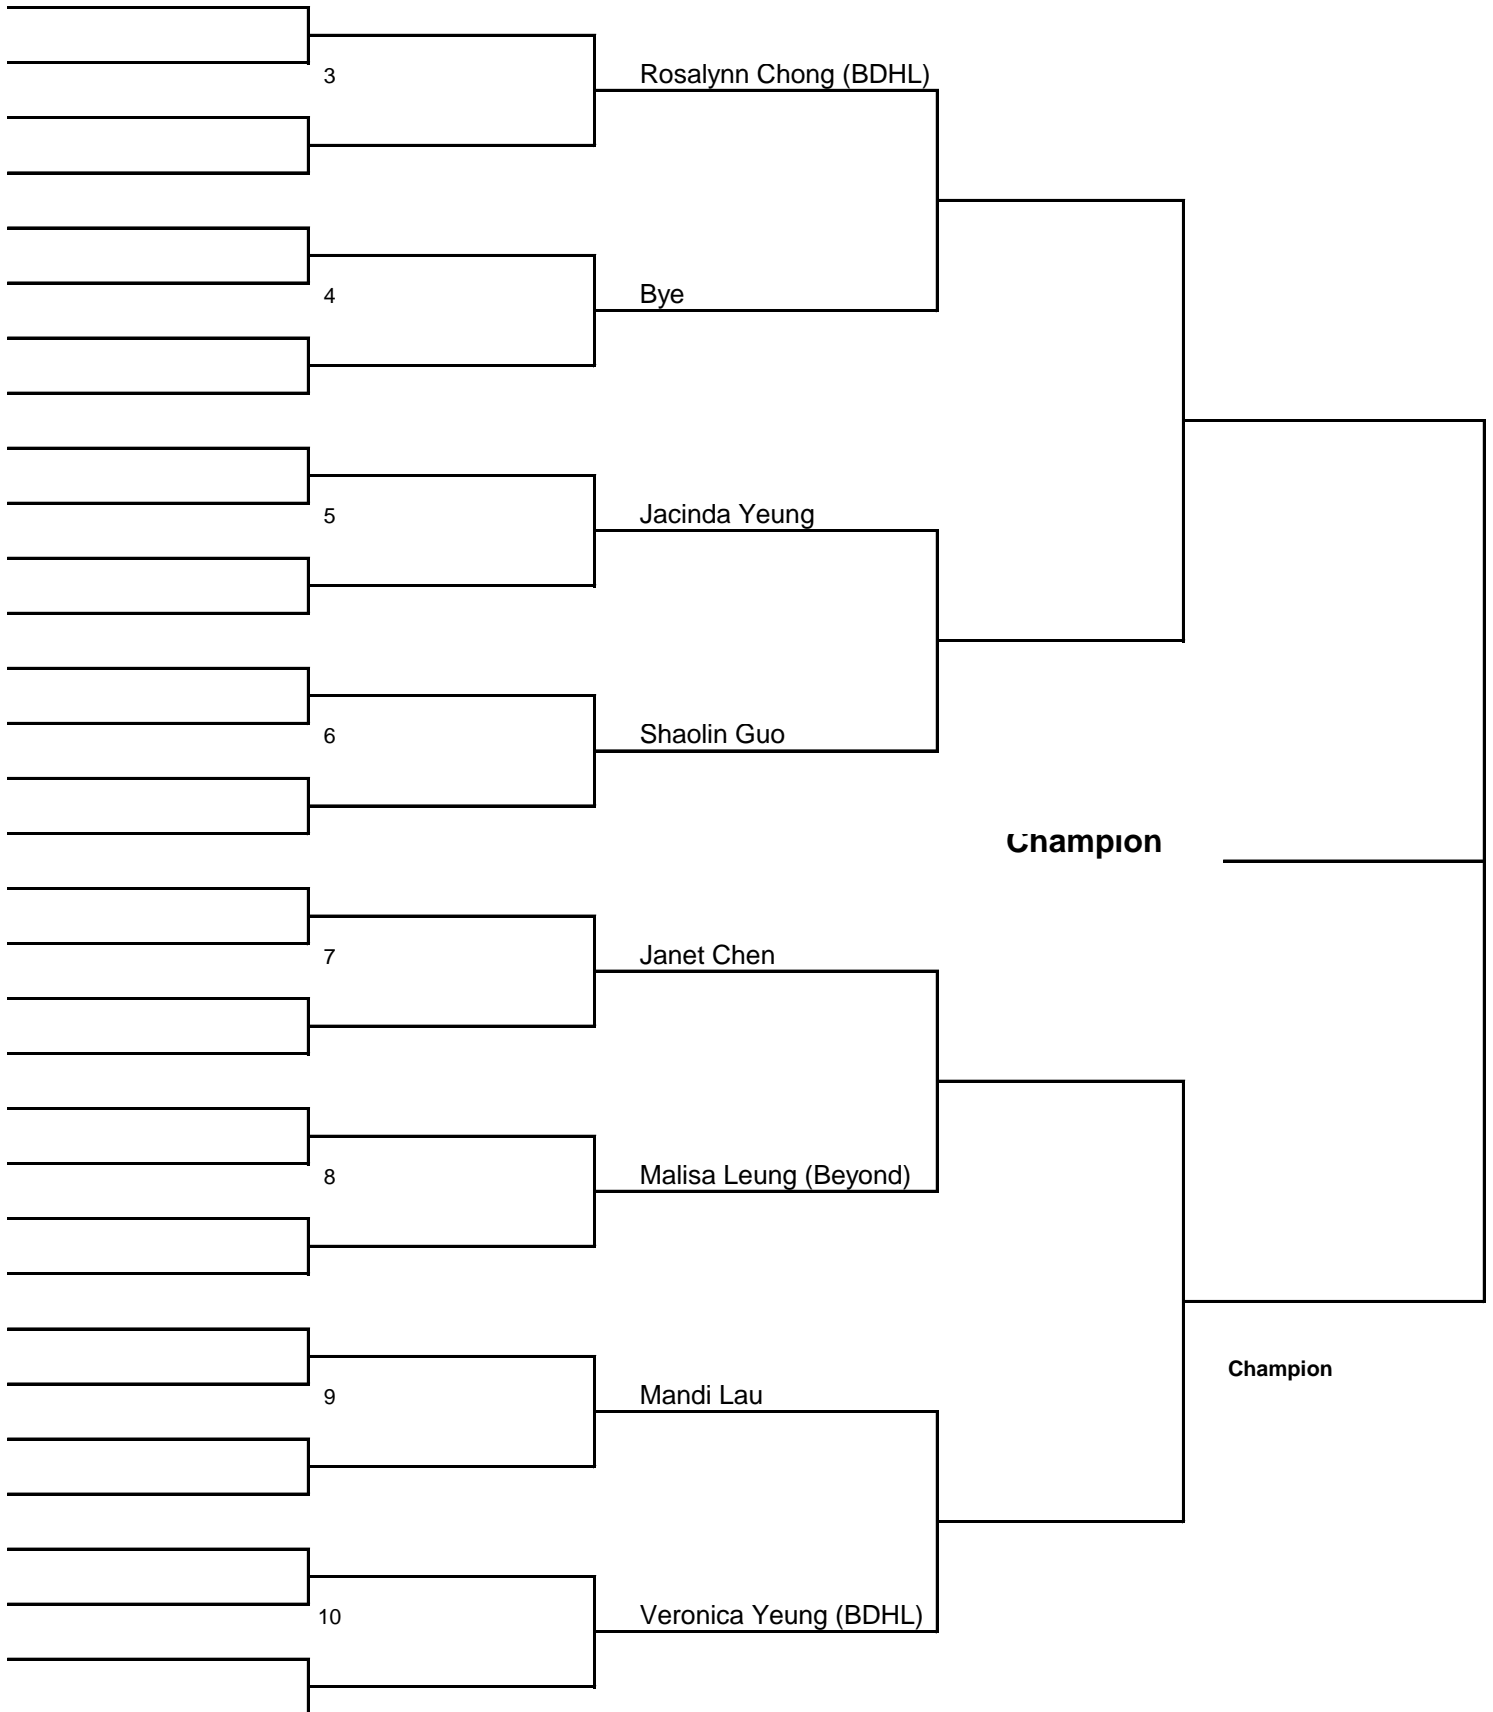 3
Rosalynn Chong (BDHL)
4
Bye
5
Jacinda Yeung
6
Shaolin Guo
Champion
7
Janet Chen
8
Malisa Leung (Beyond)
Champion
9
Mandi Lau
10
Veronica Yeung (BDHL)